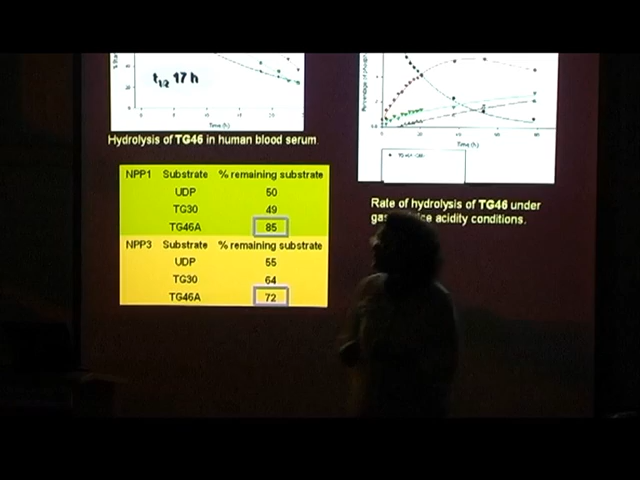 t1/2 17 h
Time (h)
Hydrolysis of TG46 in human blood serum.
NPP1 Substrate % remaining substrate
UDP 50
TG30 49
TG46A 85
NPP3 Substrate % remaining substrate
UDP 55
TG30 64
TG46A 72
Time (h)
Rate of hydrolysis of TG46 under
acidity conditions.